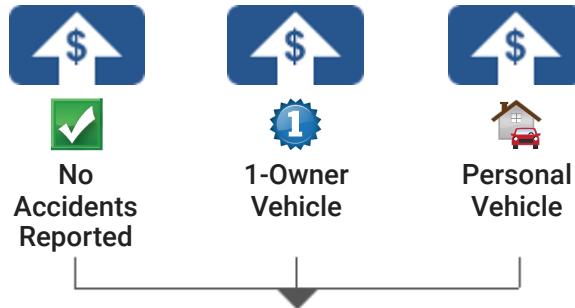 $
$
$
1
No
Accidents
Reported
1-Owner
Vehicle
Personal
Vehicle